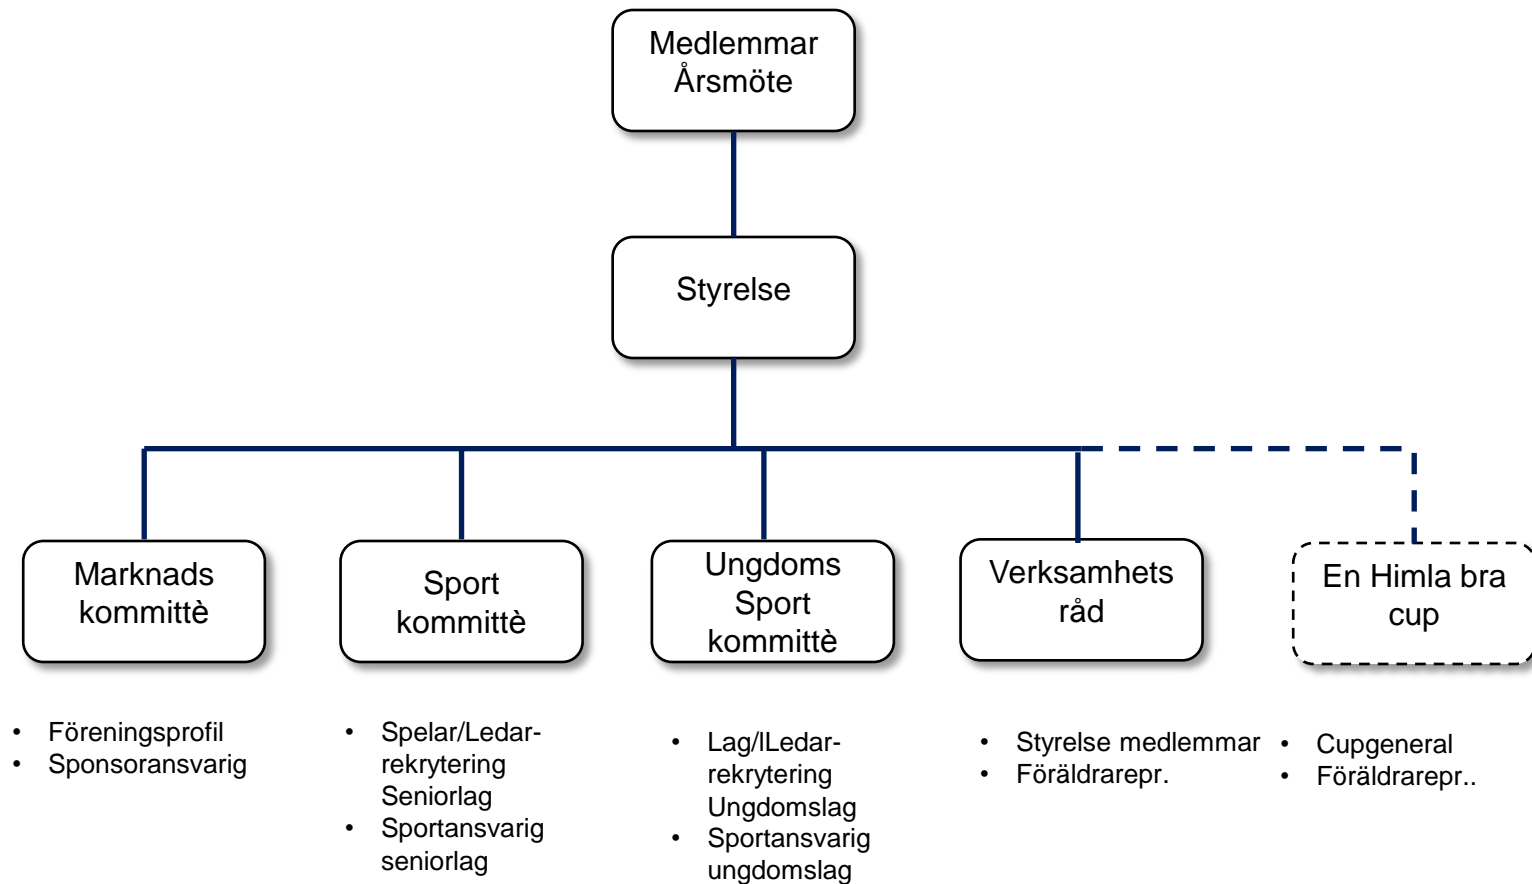 Medlemmar
Årsmöte
Styrelse
Marknads
kommittè
Sport
kommittè
Ungdoms
Sport
kommittè
Verksamhets
råd
En Himla bra
cup
• Föreningsprofil
• Sponsoransvarig
• Spelar/Ledar-
rekrytering
Seniorlag
• Sportansvarig
seniorlag
• Lag/lLedar-
rekrytering
Ungdomslag
• Sportansvarig
ungdomslag
• Styrelse medlemmar
• Föräldrarepr.
• Cupgeneral
• Föräldrarepr..